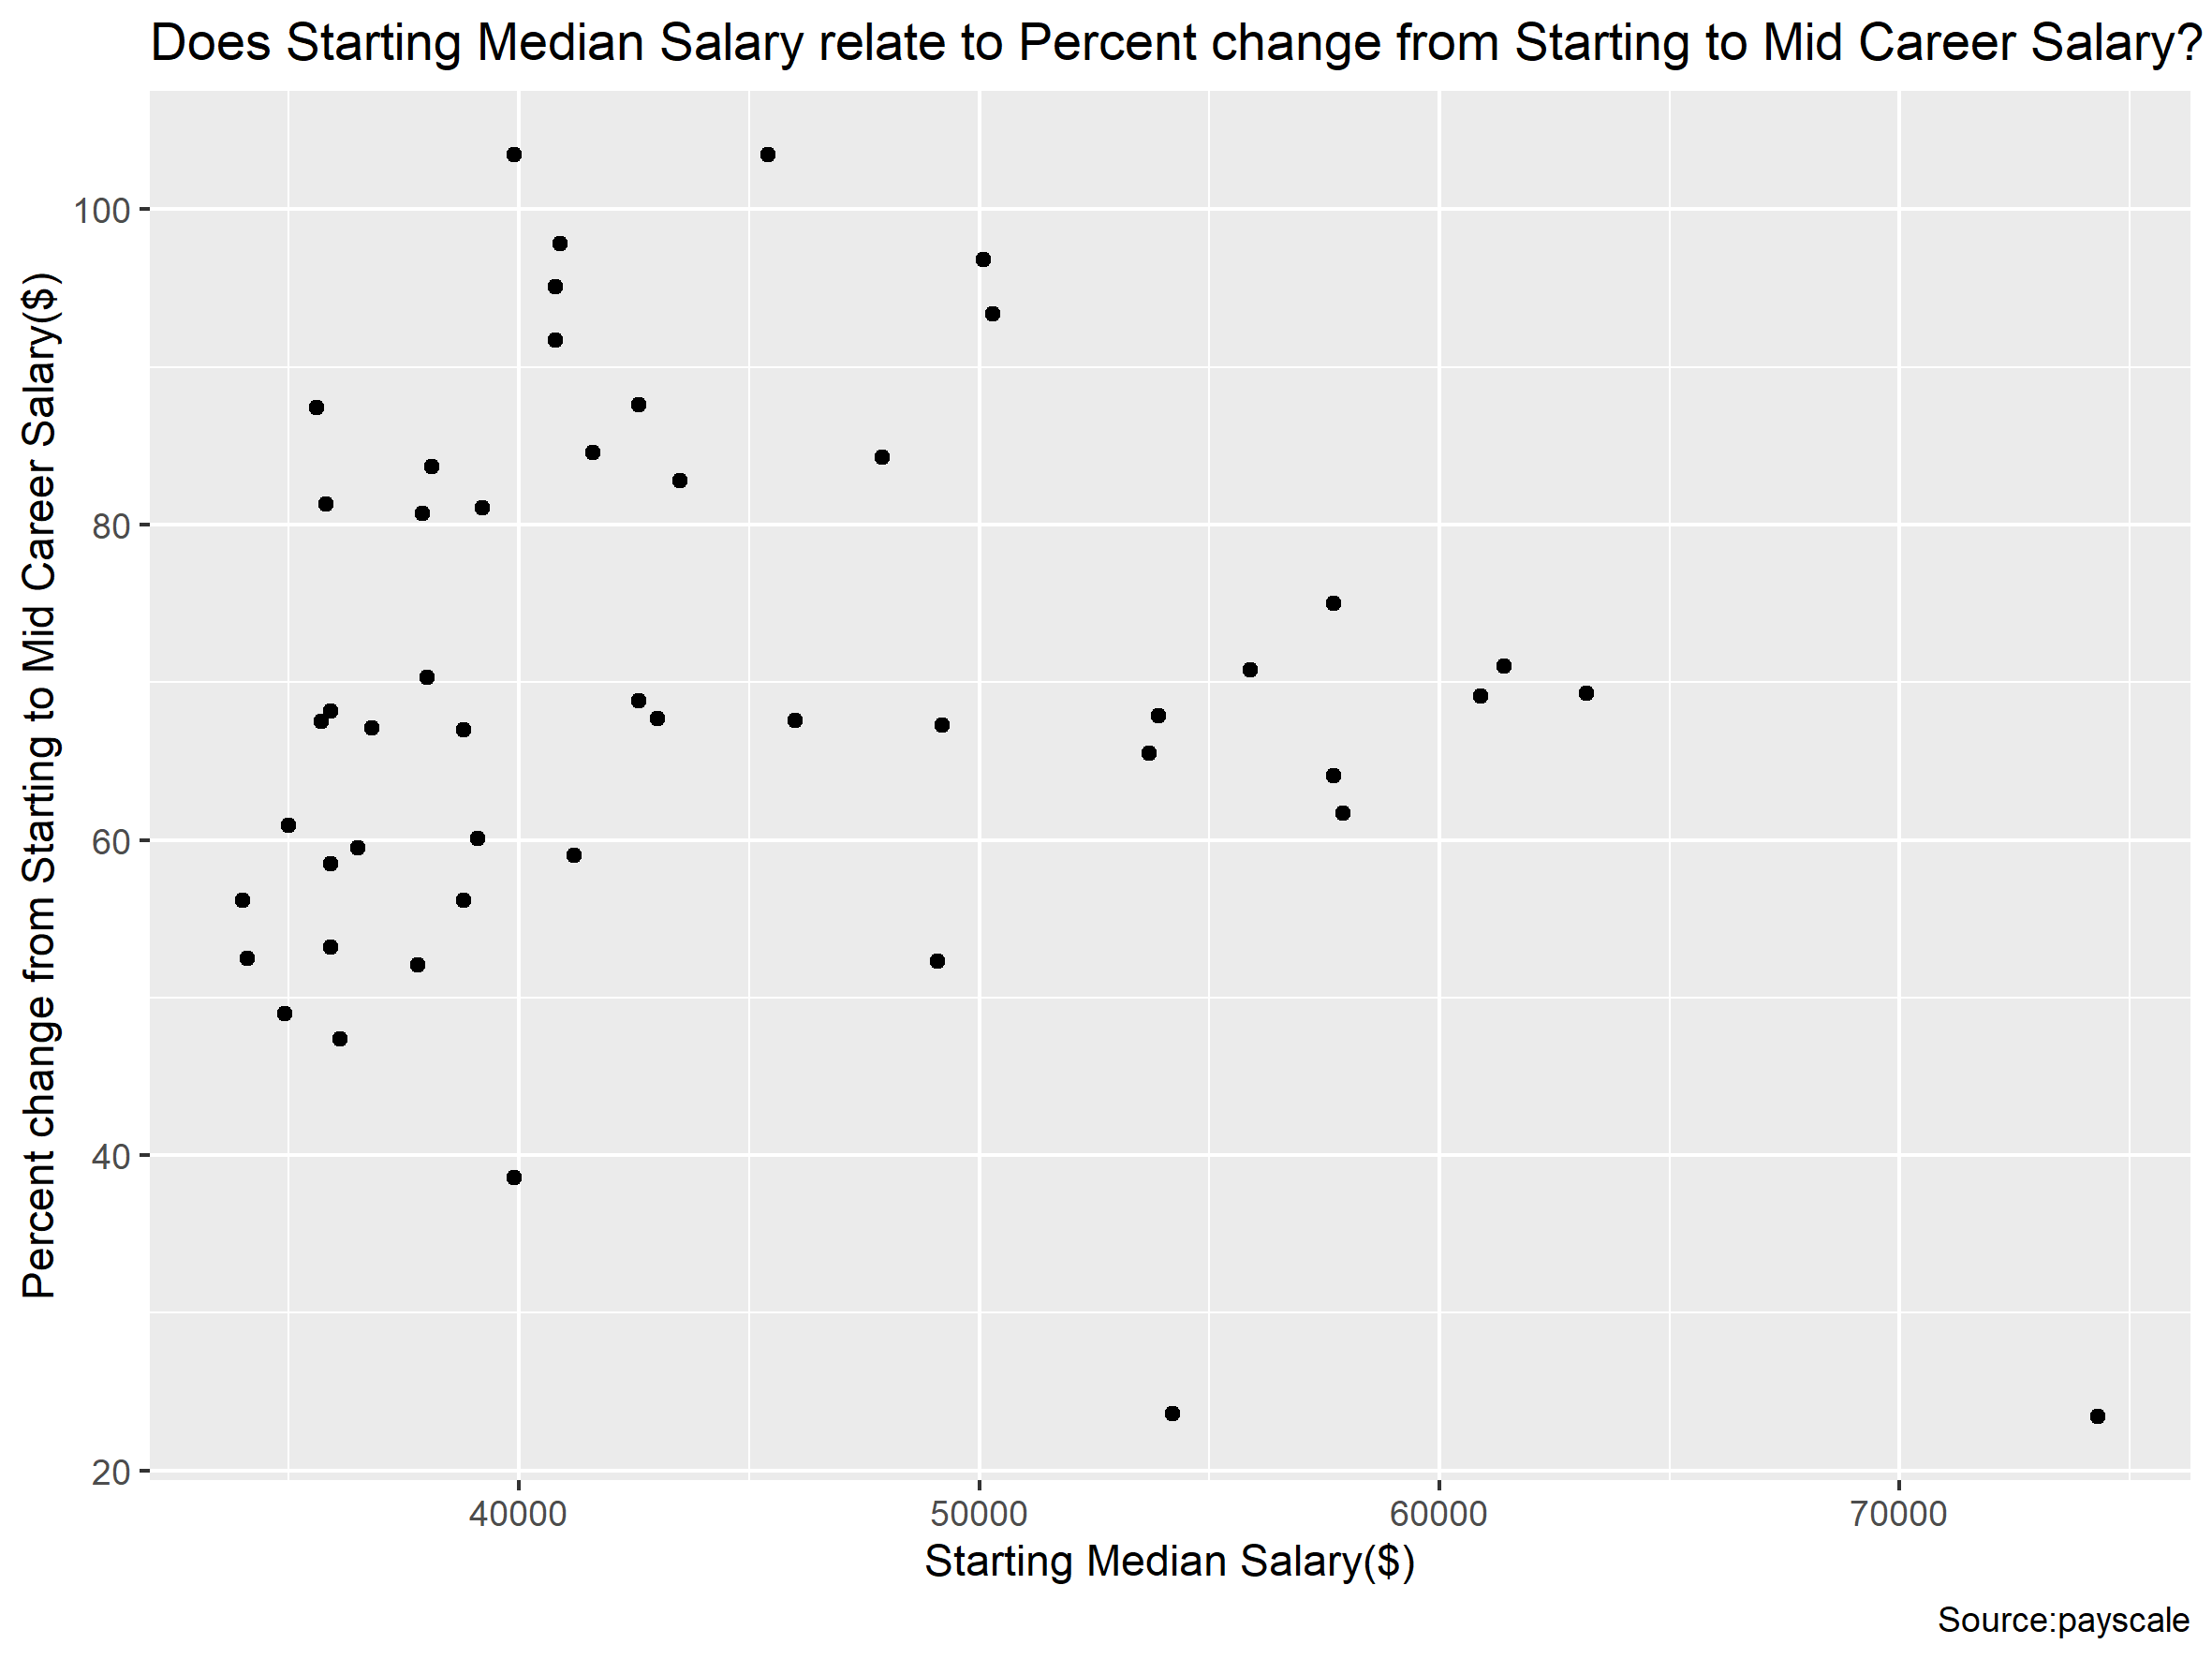 Does Starting Median Salary relate to Percent change from Starting to Mid Career Salary?
Percent change from Starting to Mid Career Salary($)
100
80
60
40
20
40000 50000 60000 70000
Starting Median Salary($)
Source:payscale